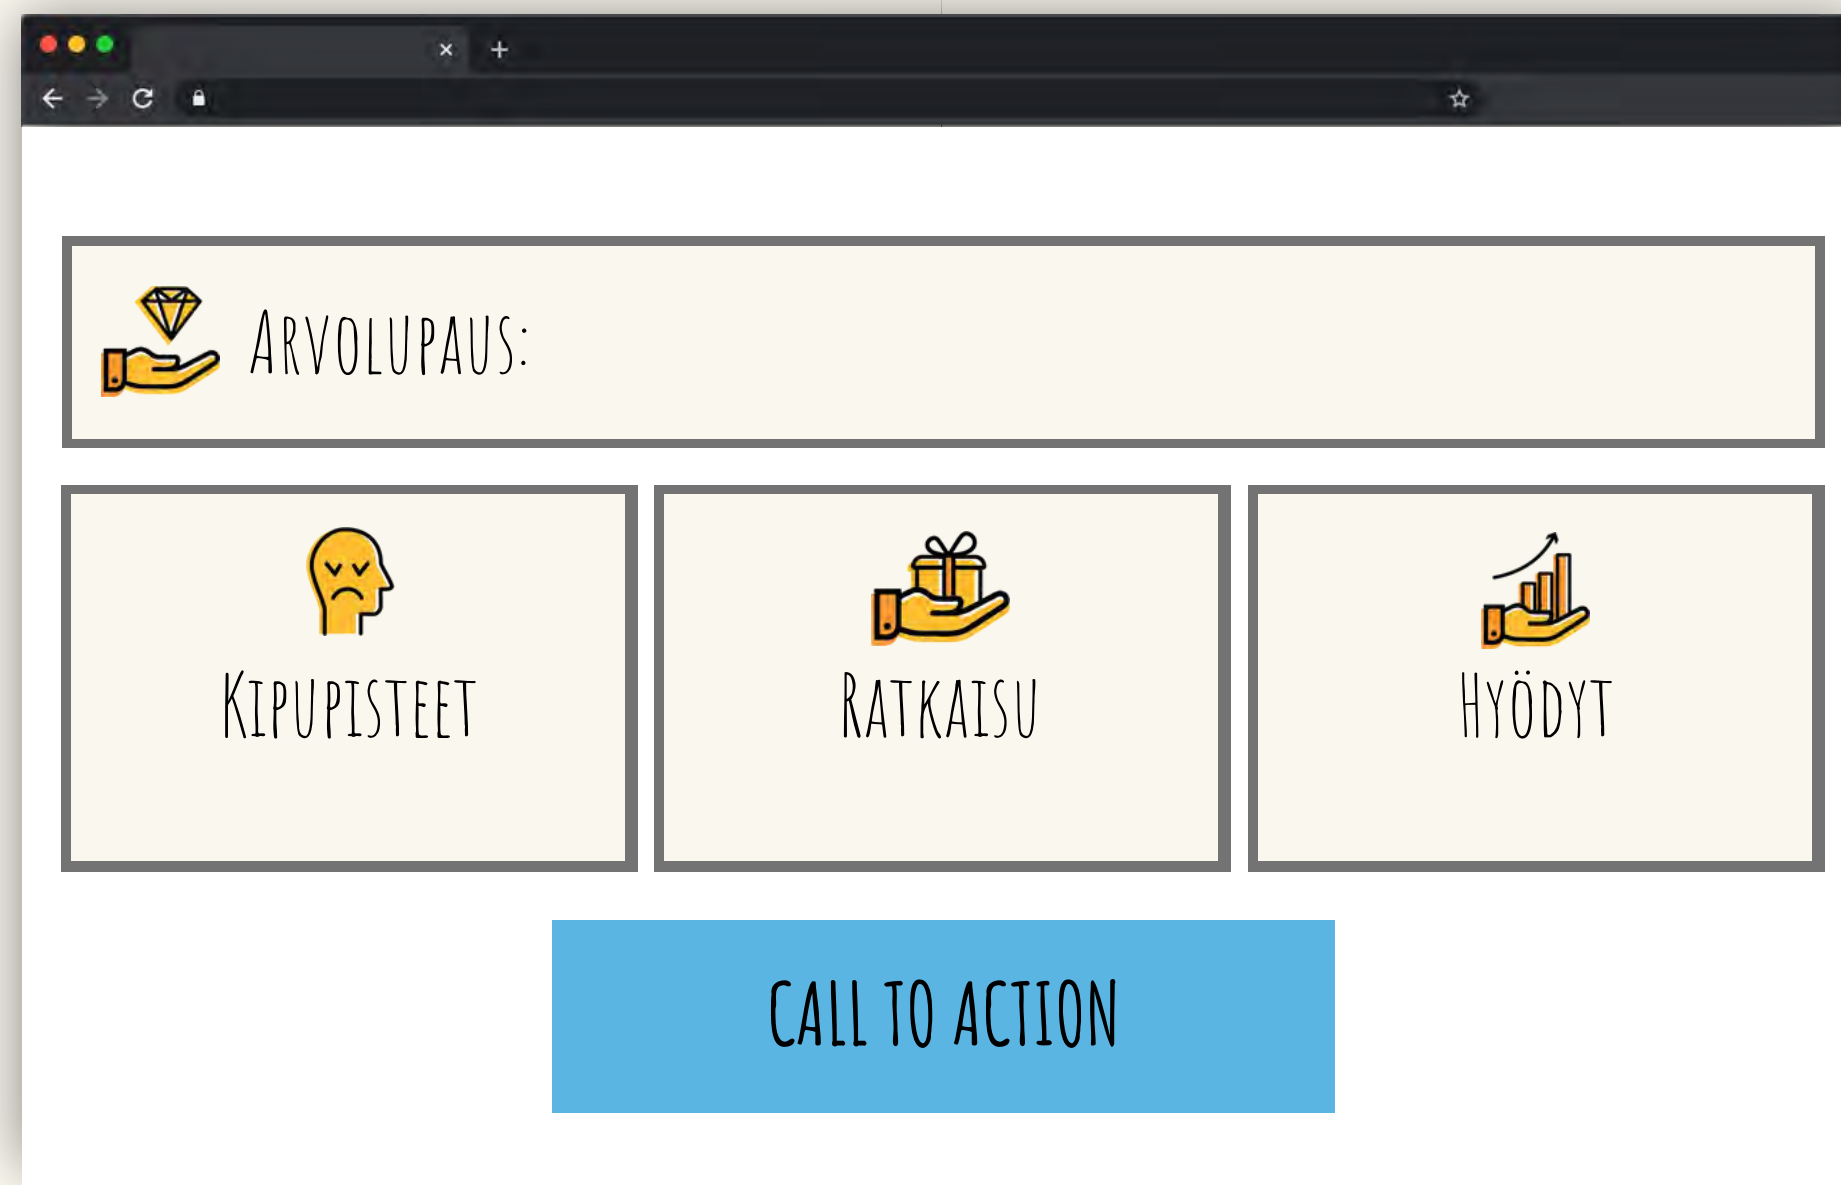 Arvolupaus:
Kipupisteet
Ratkaisu
Hyödyt
CALL TO ACTION